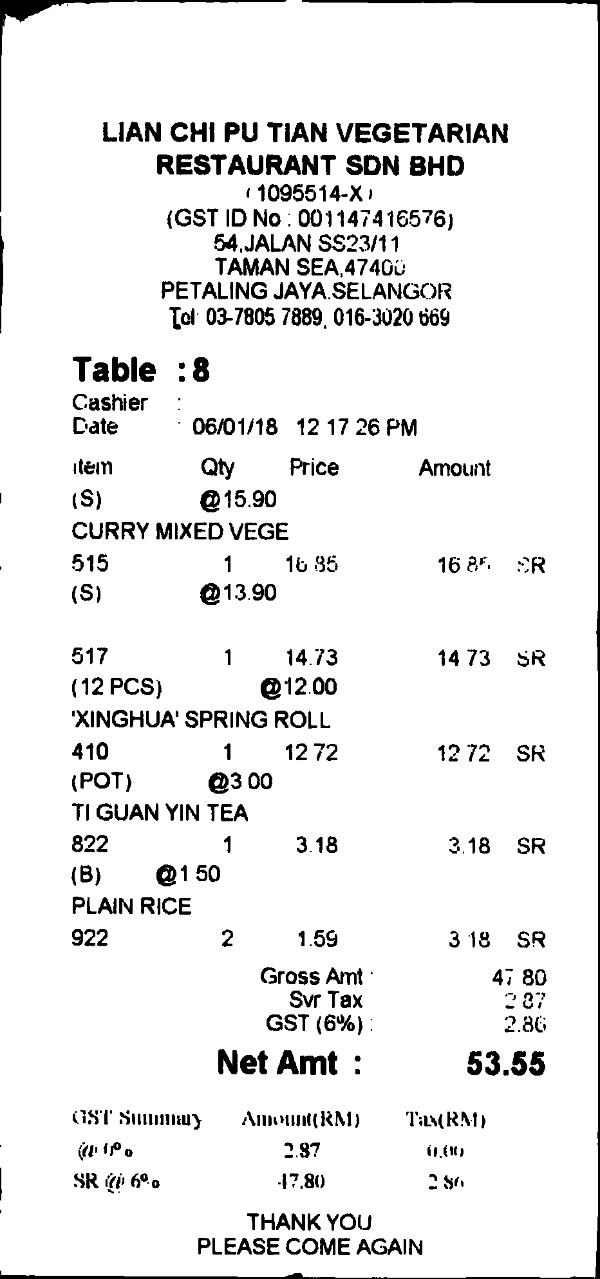 LIAN CHI PU TIAN VEGETARIAN
RESTAURANT SDN BHD
(1095514-X)
(GST ID No : 001147416576)
54,JALAN SS23/11
TAMAN SEA,47400
PETALING JAYA.SELANGOR
Tel: 03-7805 7889, 016-3020 669
Table : 8
Cashier :
Date : 06/01/18 12 17 26 PM
Item Qty Price Amount
(S) @15.90
CURRY MIXED VEGE
515 1 16 85 16 85 SR
(S) @13.90
517 1 14.73 14 73 SR
(12 PCS) @12.00
'XINGHUA' SPRING ROLL
410 1 12 72 12 72 SR
(POT) @3 00
TI GUAN YIN TEA
822 1 3.18 3.18 SR
(B) @1 50
PLAIN RICE
922 2 1.59 3 18 SR
Gross Amt : 47 80
Svr Tax 2 87
GST (6%) : 2.86
Net Amt : 53.55
GST Summary Amount(RM) Tax(RM)
@ 0% 2.87 0.00
SR @ 6% 47.80 2 86
THANK YOU
PLEASE COME AGAIN